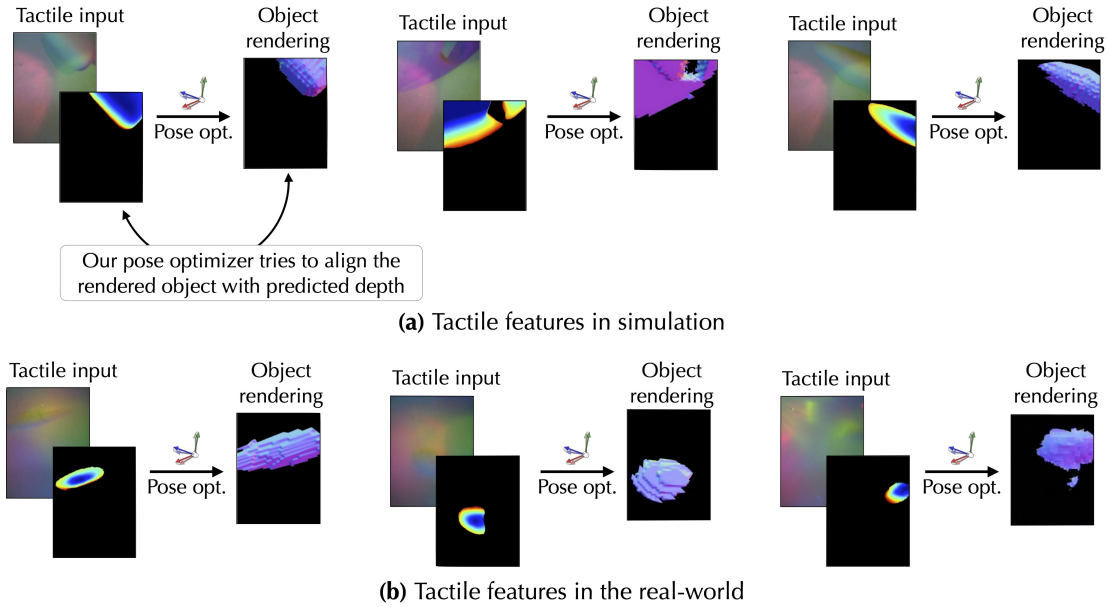 Tactile input
Object
rendering
Pose opt.
Tactile input
Object
rendering
Pose opt.
Tactile input
Object
rendering
Pose opt.
Our pose optimizer tries to align the
rendered object with predicted depth
(a) Tactile features in simulation
Tactile input
Object
rendering
Pose opt.
Tactile input
Object
rendering
Pose opt.
Tactile input
Object
rendering
Pose opt.
(b) Tactile features in the real-world